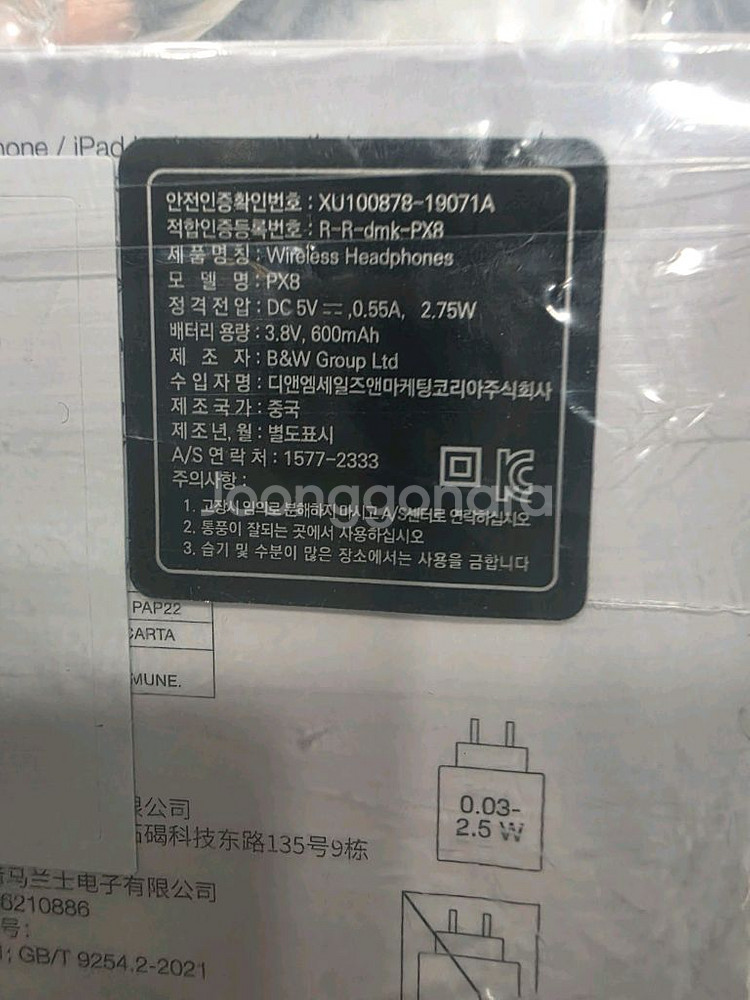 / iPad
안전인증확인번호 : XU100878-19071A
적합인증등록번호 : R-R-dmk-PX8
제품명칭 : Wireless Headphones
모 델 명 : PX8
정격전압 : DC 5V ⎓ ,0.55A, 2.75W
배터리 용량 : 3.8V, 600mAh
제 조 자 : B&W Group Ltd
수입자명 : 디앤엠세일즈앤마케팅코리아주식회사
제조국가 : 중국
제조년,월 : 별도표시
A/S연락처 : 1577-2333
주의사항 :
1. 고장시 임의로 분해하지 마시고 A/S센터로 연락하십시오
2. 통풍이 잘되는 곳에서 사용하십시오
3. 습기 및 수분이 많은 장소에서는 사용을 금합니다
joonggonara
PAP22
CARTA
MUNE.
0.03-
2.5 W
限公司
碣科技东路135号9栋
马兰士电子有限公司
6210886
号:
; GB/T 9254.2-2021